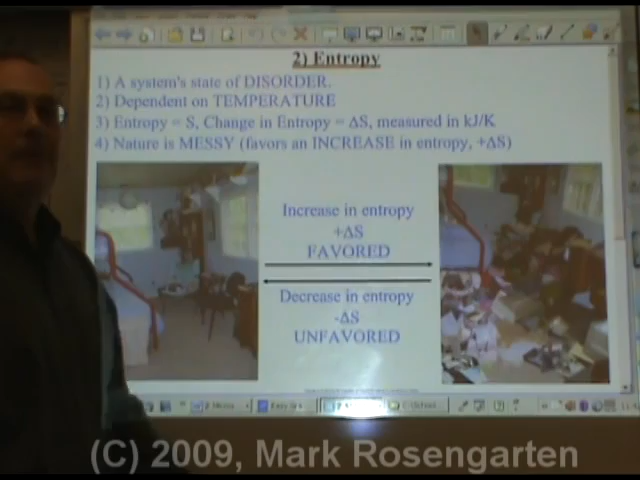 2) Entropy
1) A system's state of DISORDER.
2) Dependent on TEMPERATURE
3) Entropy = S, Change in Entropy = ΔS, measured in kJ/K
4) Nature is MESSY (favors an INCREASE in entropy, +ΔS)
Increase in entropy
+ΔS
FAVORED
Decrease in entropy
-ΔS
UNFAVORED
(C) 2009, Mark Rosengarten